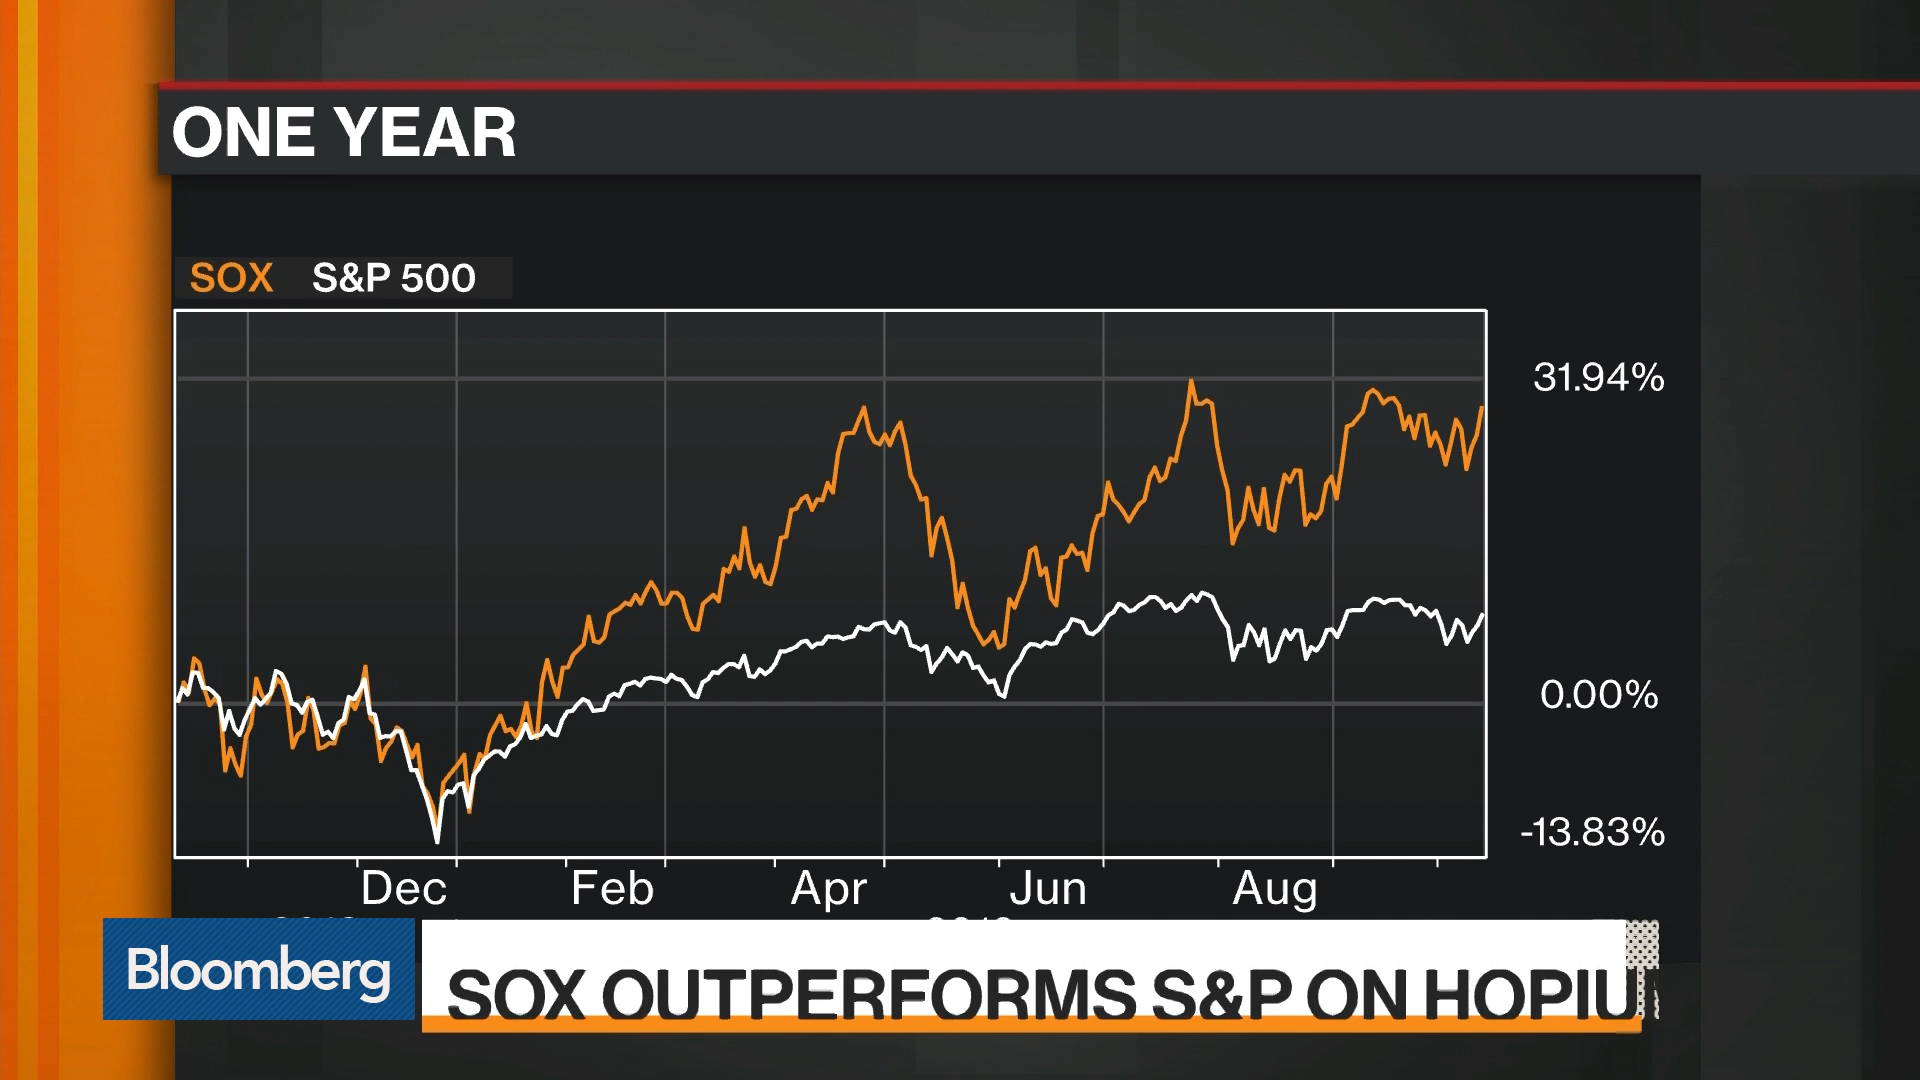 ONE YEAR
SOX S&P 500
31.94%
0.00%
-13.83%
Dec Feb Apr Jun Aug
Bloomberg
SOX OUTPERFORMS S&P ON